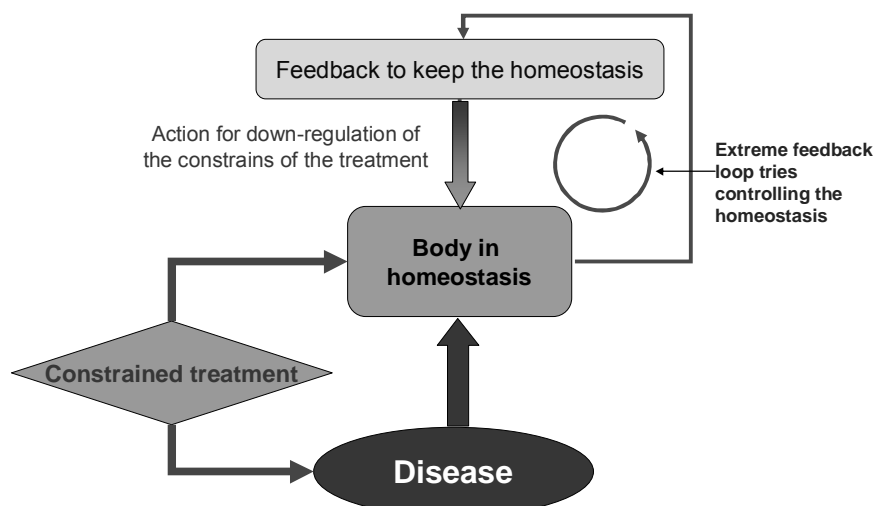 Feedback to keep the homeostasis
Action for down-regulation of
the constrains of the treatment
Extreme feedback
loop tries
controlling the
homeostasis
Body in
homeostasis
Constrained treatment
Disease